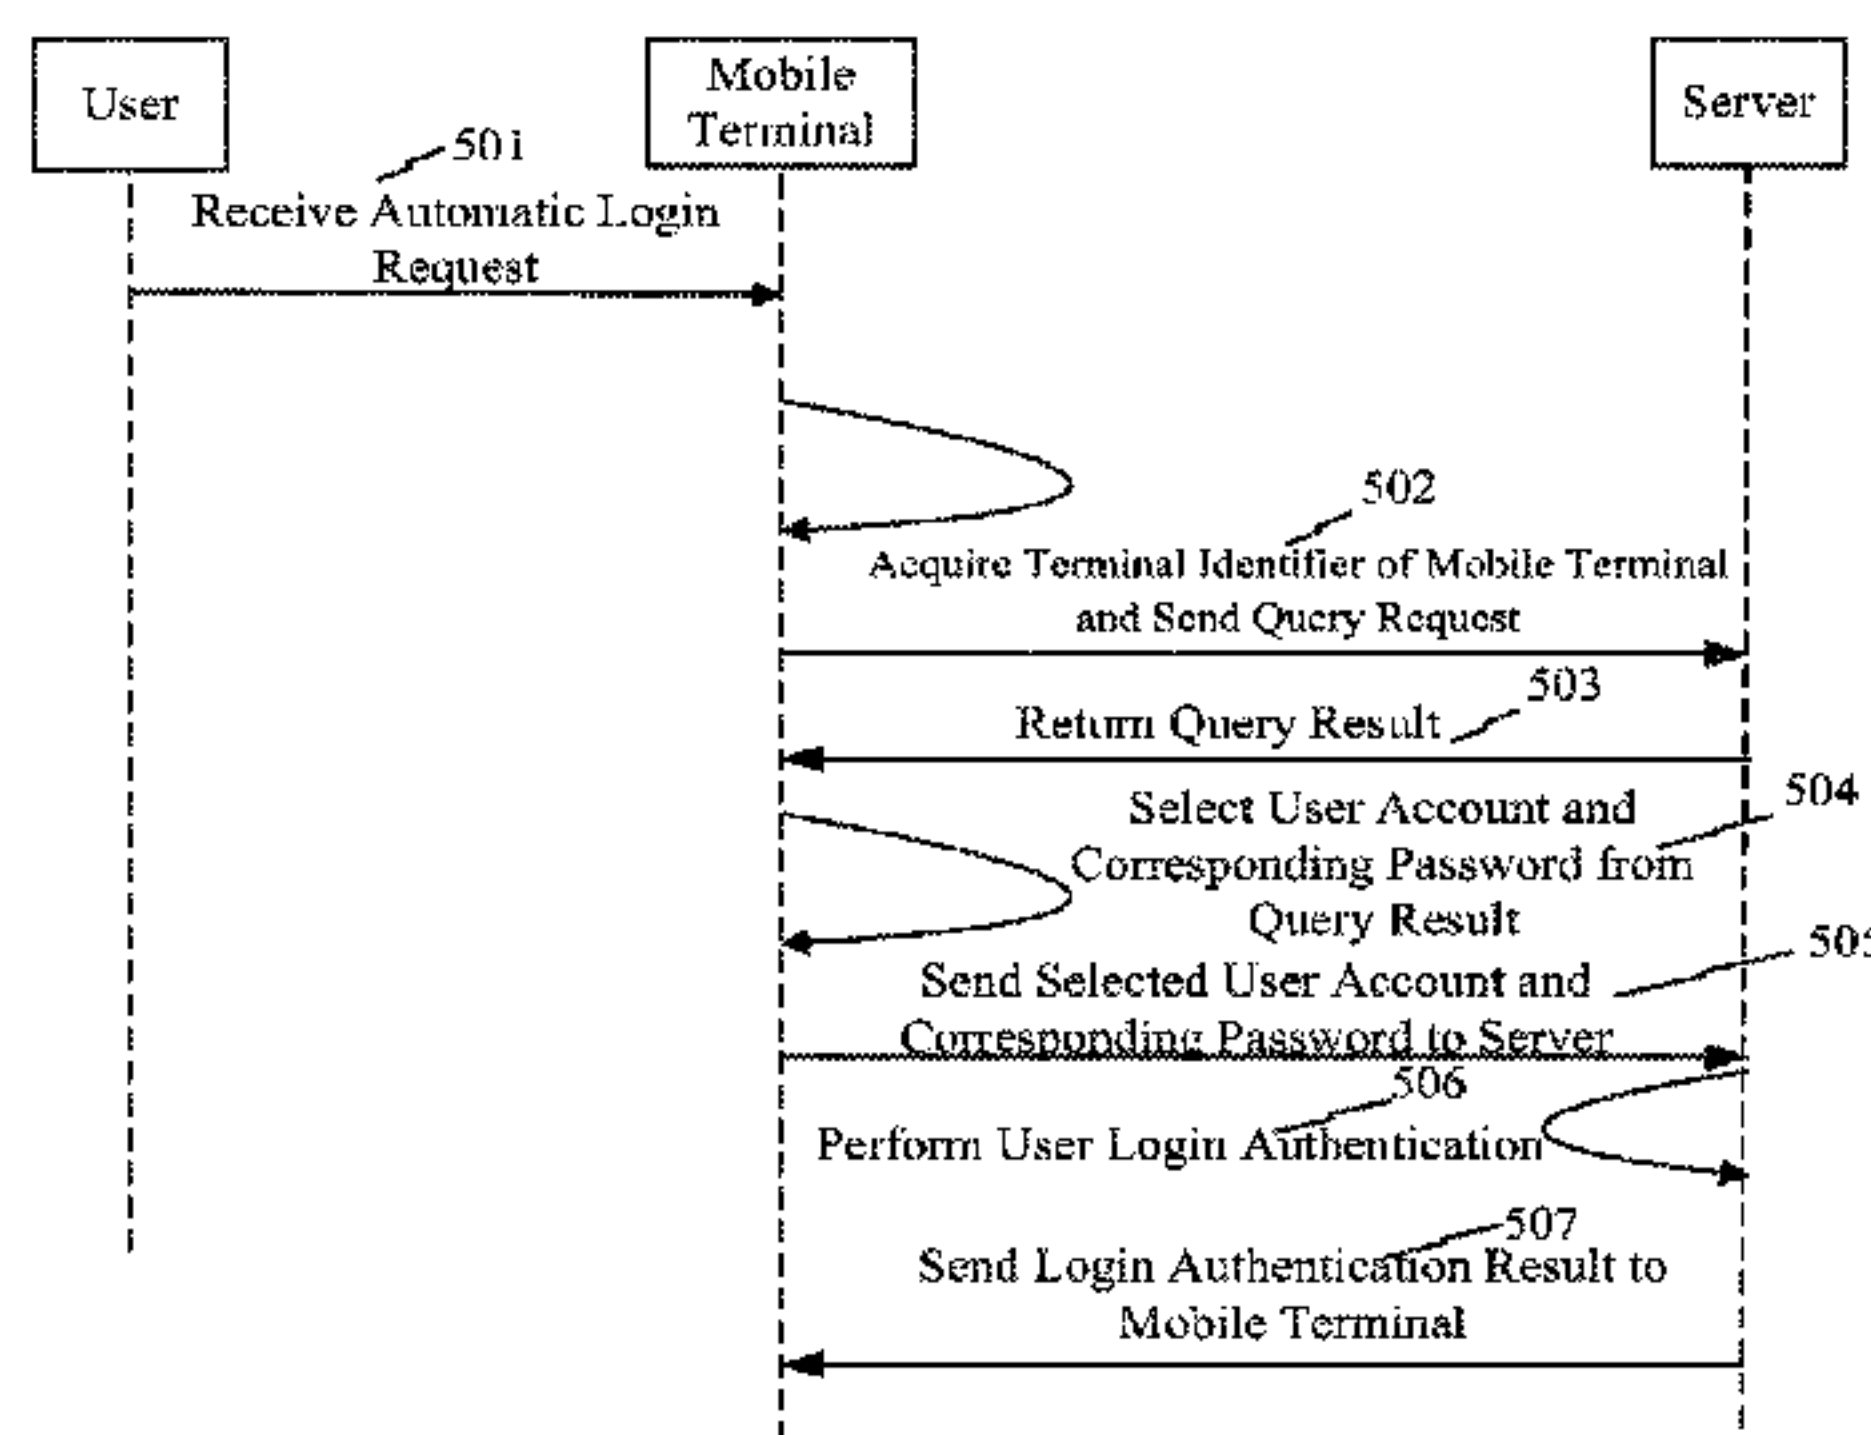 User
Mobile
Terminal
Server
501
Receive Automatic Login
Request
502
Acquire Terminal Identifier of Mobile Terminal
and Send Query Request
503
Return Query Result
504
Select User Account and
Corresponding Password from
Query Result
505
Send Selected User Account and
Corresponding Password to Server
506
Perform User Login Authentication
507
Send Login Authentication Result to
Mobile Terminal